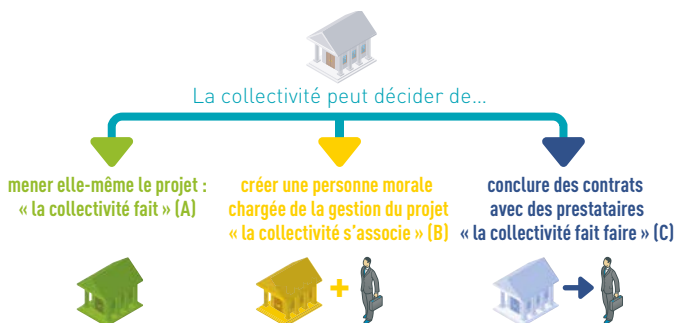 La collectivité peut décider de...
mener elle-même le projet :
« la collectivité fait » (A)
créer une personne morale
chargée de la gestion du projet
« la collectivité s'associe » (B)
conclure des contrats
avec des prestataires
« la collectivité fait faire » (C)
+